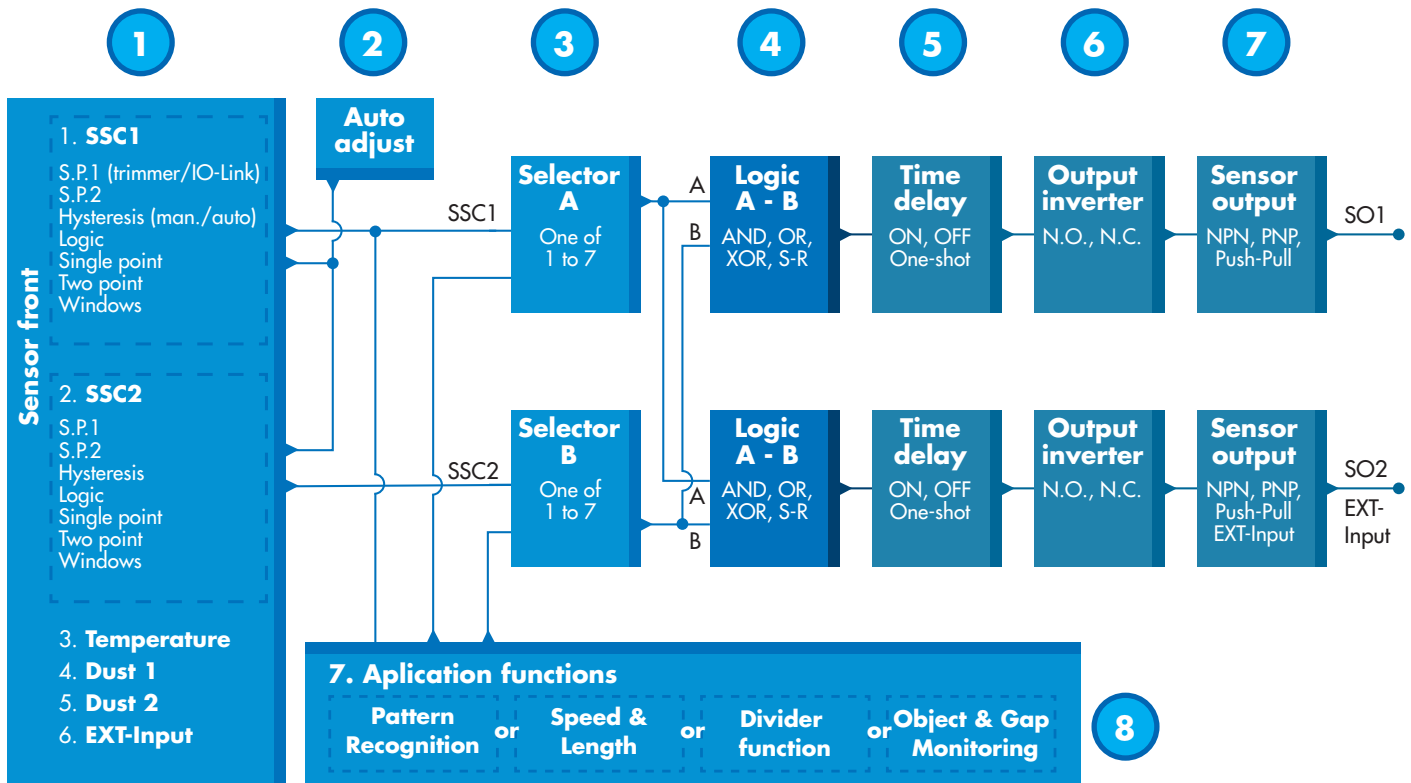 1
2
3
4
5
6
7
Sensor front
1. SSC1
S.P.1 (trimmer/IO-Link)
S.P.2
Hysteresis (man./auto)
Logic
Single point
Two point
Windows
2. SSC2
S.P.1
S.P.2
Hysteresis
Logic
Single point
Two point
Windows
3. Temperature
4. Dust 1
5. Dust 2
6. EXT-Input
Auto
adjust
SSC1
Selector
A
One of
1 to 7
A
B
Logic
A - B
AND, OR,
XOR, S-R
Time
delay
ON, OFF
One-shot
Output
inverter
N.O., N.C.
Sensor
output
NPN, PNP,
Push-Pull
SO1
SSC2
Selector
B
One of
1 to 7
A
B
Logic
A - B
AND, OR,
XOR, S-R
Time
delay
ON, OFF
One-shot
Output
inverter
N.O., N.C.
Sensor
output
NPN, PNP,
Push-Pull
EXT-Input
SO2
EXT-
Input
7. Aplication functions
Pattern
Recognition
or
Speed &
Length
or
Divider
function
or
Object & Gap
Monitoring
8